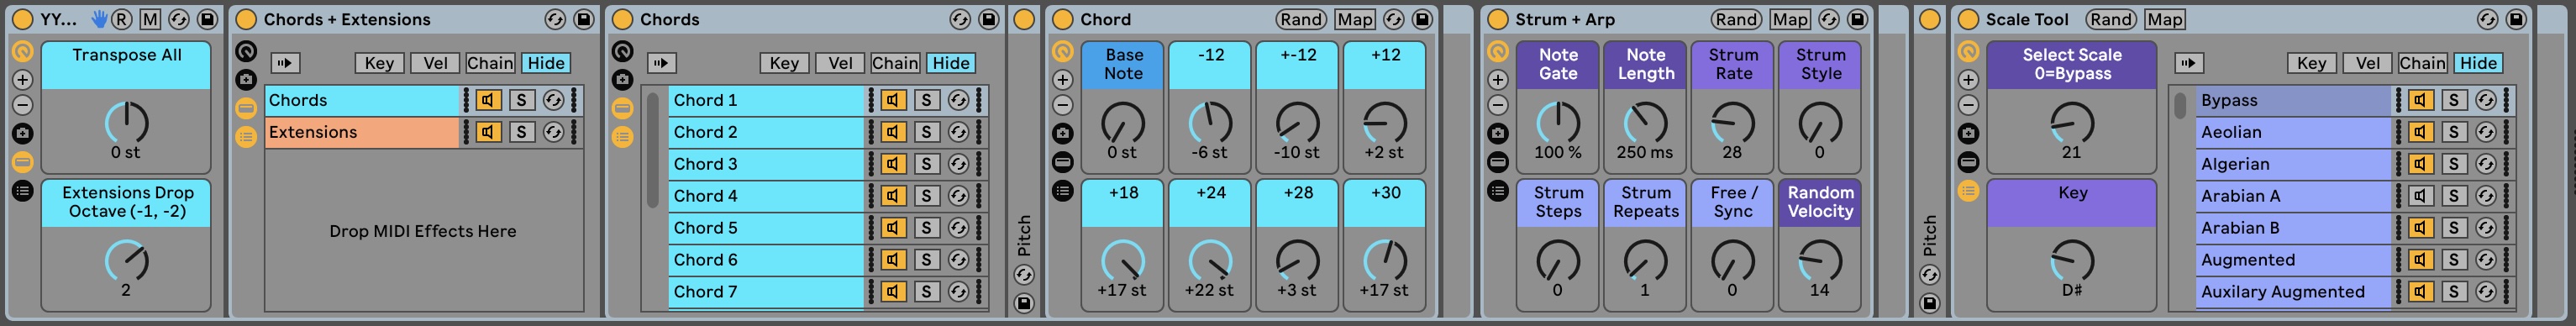 YY... R M
Transpose All
0 st
Extensions Drop
Octave (-1, -2)
2
Chords + Extensions
Key Vel Chain Hide
Chords S
Extensions S
Drop MIDI Effects Here
Chords
Key Vel Chain Hide
Chord 1 S
Chord 2 S
Chord 3 S
Chord 4 S
Chord 5 S
Chord 6 S
Chord 7 S
Pitch
Chord Rand Map
Base
Note
0 st
-12
-6 st
+-12
-10 st
+12
+2 st
+18
+17 st
+24
+22 st
+28
+3 st
+30
+17 st
Strum + Arp Rand Map
Note
Gate
100 %
Note
Length
250 ms
Strum
Rate
28
Strum
Style
0
Strum
Steps
0
Strum
Repeats
1
Free /
Sync
0
Random
Velocity
14
Pitch
Scale Tool Rand Map
Select Scale
0=Bypass
21
Key
D#
Key Vel Chain Hide
Bypass S
Aeolian S
Algerian S
Arabian A S
Arabian B S
Augmented S
Auxilary Augmented S